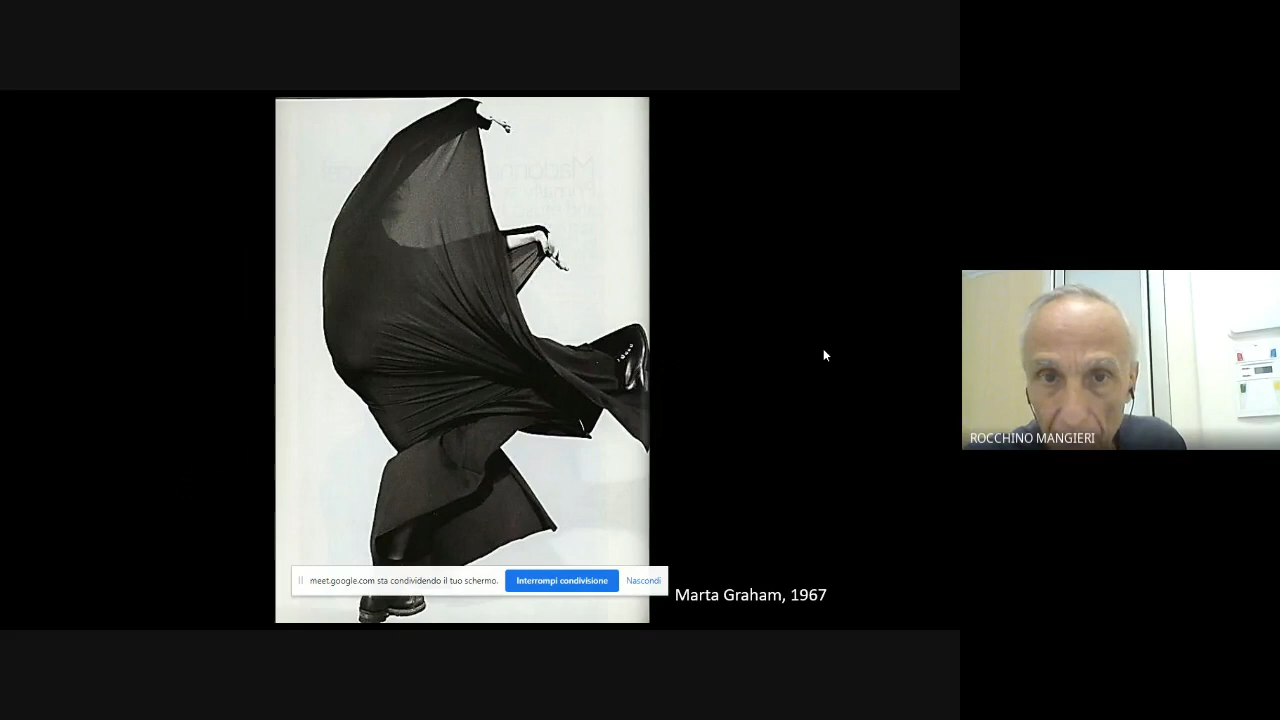 meet.google.com sta condividendo il tuo schermo.
Interrompi condivisione
Nascondi
Marta Graham, 1967
ROCCHINO MANGIERI